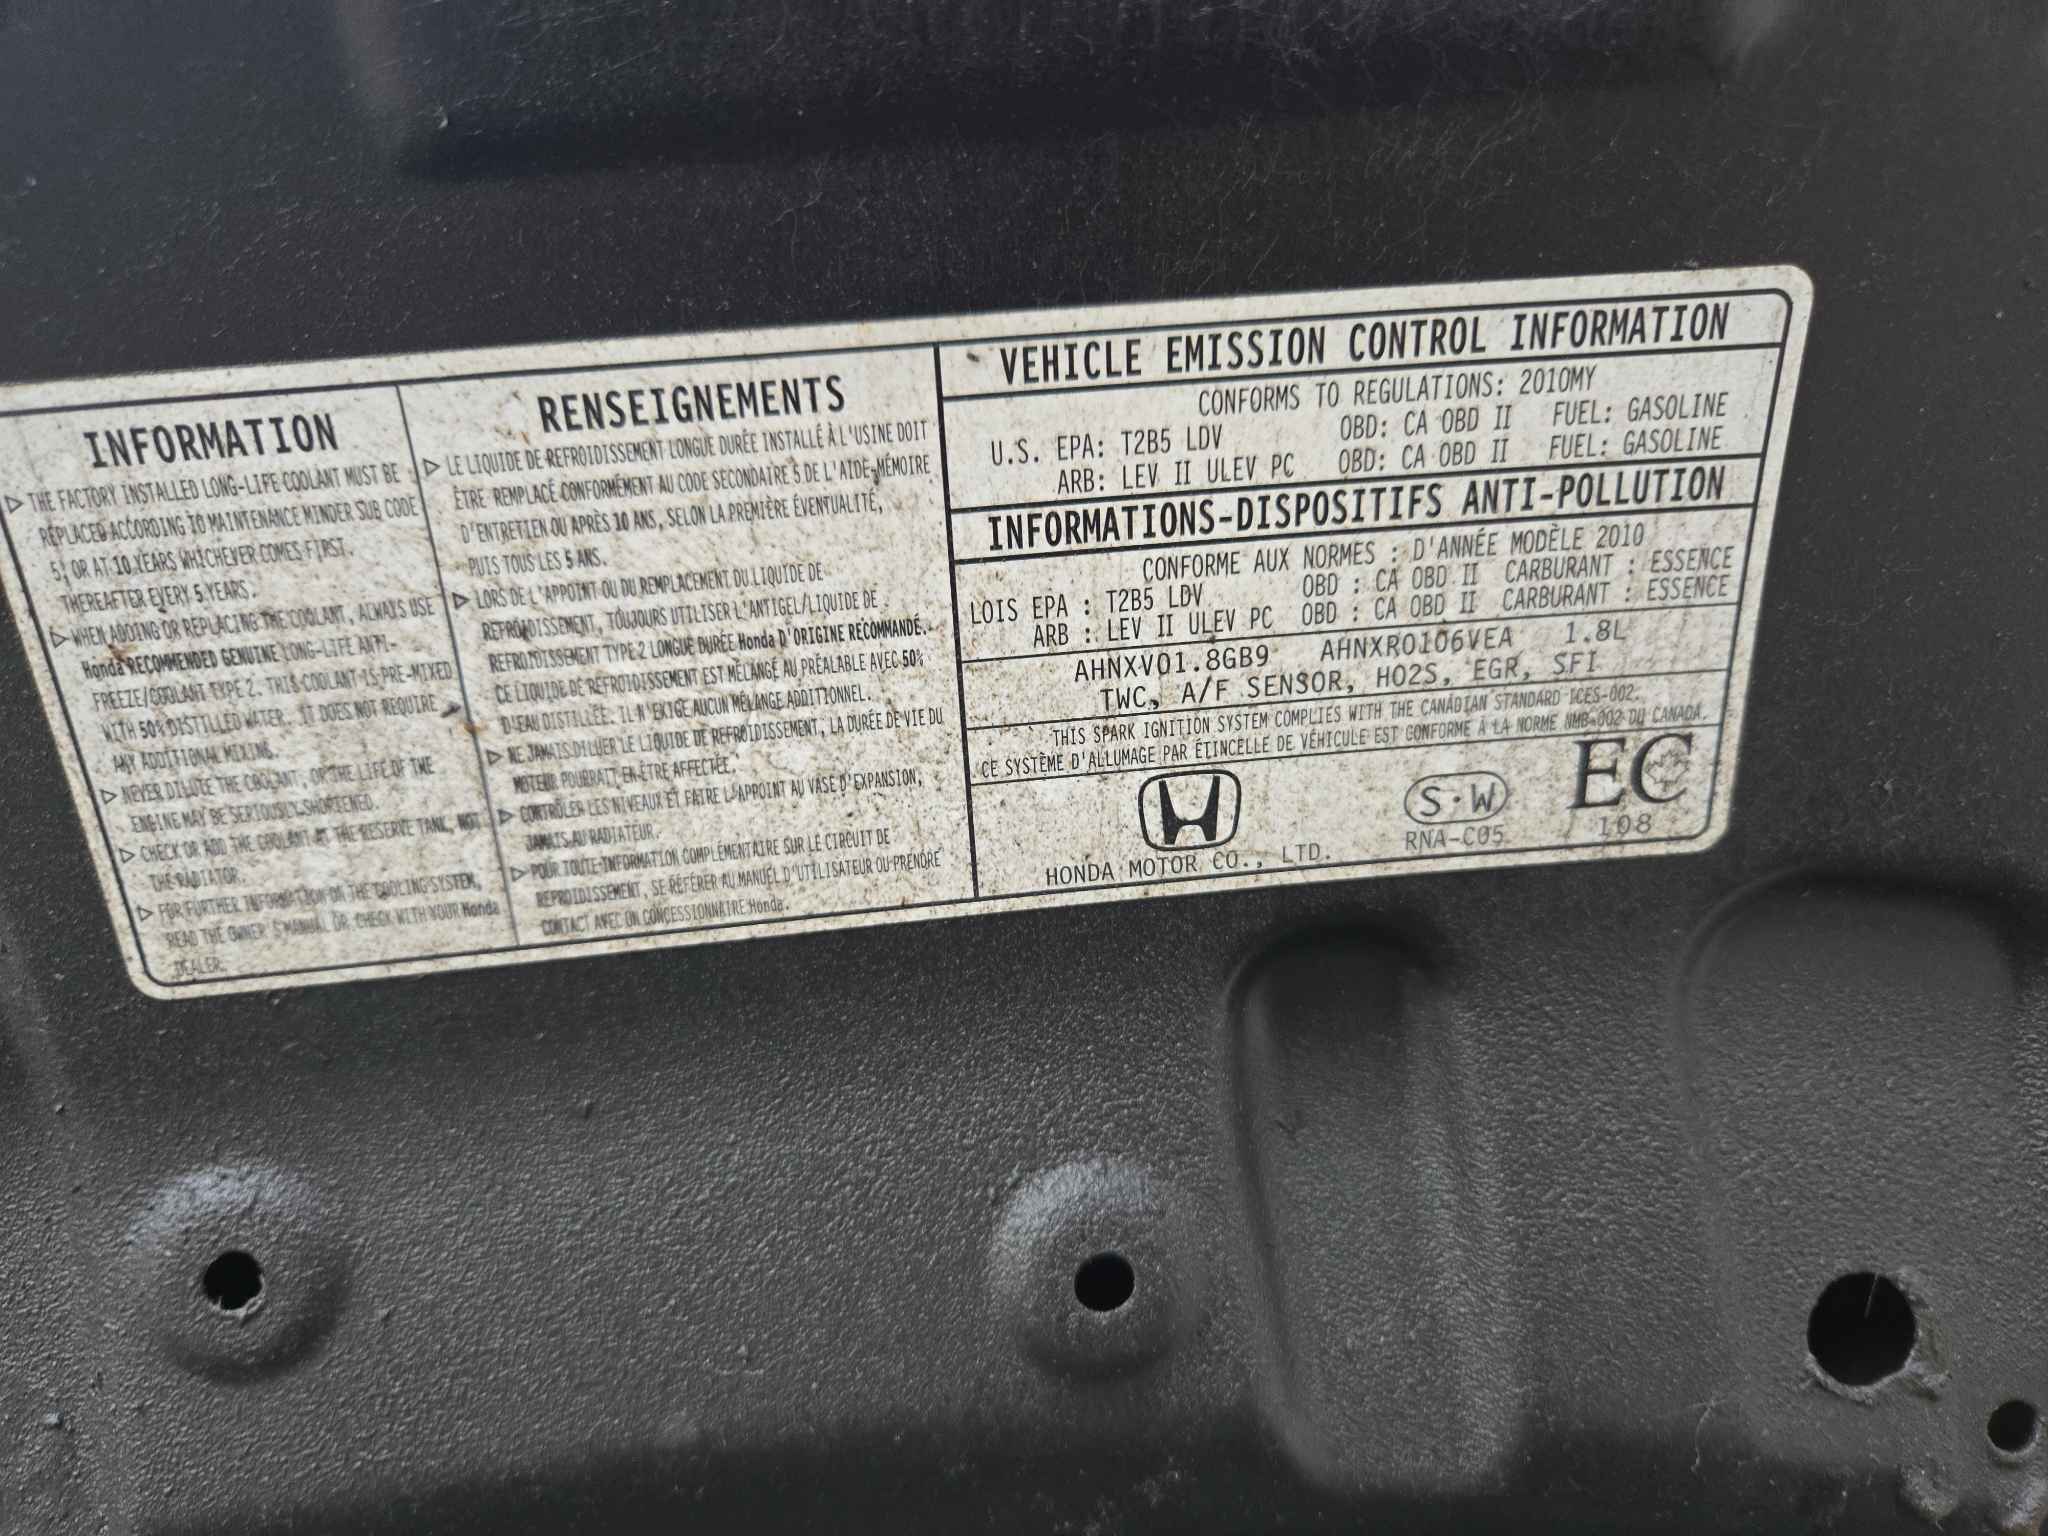 INFORMATION
▷ THE FACTORY INSTALLED LONG-LIFE COOLANT MUST BE
REPLACED ACCORDING TO MAINTENANCE MINDER SUB CODE
5, OR AT 10 YEARS WHICHEVER COMES FIRST.
THEREAFTER EVERY 5 YEARS.
▷ WHEN ADDING OR REPLACING THE COOLANT, ALWAYS USE
Honda RECOMMENDED GENUINE LONG-LIFE ANTI-
FREEZE/COOLANT TYPE 2. THIS COOLANT IS PRE-MIXED
WITH 50% DISTILLED WATER. IT DOES NOT REQUIRE
ANY ADDITIONAL MIXING.
▷ NEVER DILUTE THE COOLANT, OR THE LIFE OF THE
ENGINE MAY BE SERIOUSLY SHORTENED.
▷ CHECK OR ADD THE COOLANT AT THE RESERVE TANK, NOT
THE RADIATOR.
▷ FOR FURTHER INFORMATION ON THE COOLING SYSTEM,
READ THE OWNER'S MANUAL OR CHECK WITH YOUR Honda
DEALER.
RENSEIGNEMENTS
▷ LE LIQUIDE DE REFROIDISSEMENT LONGUE DURÉE INSTALLÉ À L'USINE DOIT
ÊTRE REMPLACÉ CONFORMÉMENT AU CODE SECONDAIRE 5 DE L'AIDE-MÉMOIRE
D'ENTRETIEN OU APRÈS 10 ANS, SELON LA PREMIÈRE ÉVENTUALITÉ,
PUIS TOUS LES 5 ANS.
▷ LORS DE L'APPOINT OU DU REMPLACEMENT DU LIQUIDE DE
REFROIDISSEMENT, TOUJOURS UTILISER L'ANTIGEL/LIQUIDE DE
REFROIDISSEMENT TYPE 2 LONGUE DURÉE Honda D'ORIGINE RECOMMANDÉ.
CE LIQUIDE DE REFROIDISSEMENT EST MÉLANGÉ AU PRÉALABLE AVEC 50%
D'EAU DISTILLÉE. IL N'EXIGE AUCUN MÉLANGE ADDITIONNEL.
▷ NE JAMAIS DILUER LE LIQUIDE DE REFROIDISSEMENT, LA DURÉE DE VIE DU
MOTEUR POURRAIT EN ÊTRE AFFECTÉE.
▷ CONTRÔLER LES NIVEAUX ET FAIRE L'APPOINT AU VASE D'EXPANSION,
JAMAIS AU RADIATEUR.
▷ POUR TOUTE INFORMATION COMPLÉMENTAIRE SUR LE CIRCUIT DE
REFROIDISSEMENT, SE RÉFÉRER AU MANUEL D'UTILISATEUR OU PRENDRE
CONTACT AVEC UN CONCESSIONNAIRE Honda.
VEHICLE EMISSION CONTROL INFORMATION
CONFORMS TO REGULATIONS: 2010MY
U.S. EPA: T2B5 LDV OBD: CA OBD II FUEL: GASOLINE
ARB: LEV II ULEV PC OBD: CA OBD II FUEL: GASOLINE
INFORMATIONS-DISPOSITIFS ANTI-POLLUTION
CONFORME AUX NORMES : D'ANNÉE MODÈLE 2010
LOIS EPA : T2B5 LDV OBD : CA OBD II CARBURANT : ESSENCE
ARB : LEV II ULEV PC OBD : CA OBD II CARBURANT : ESSENCE
AHNXV01.8GB9 AHNXR0106VEA 1.8L
TWC, A/F SENSOR, HO2S, EGR, SFI
THIS SPARK IGNITION SYSTEM COMPLIES WITH THE CANADIAN STANDARD ICES-002.
CE SYSTÈME D'ALLUMAGE PAR ÉTINCELLE DE VÉHICULE EST CONFORME À LA NORME NMB-002 DU CANADA.
HONDA MOTOR CO., LTD.
S·W
RNA-C05
EC
108